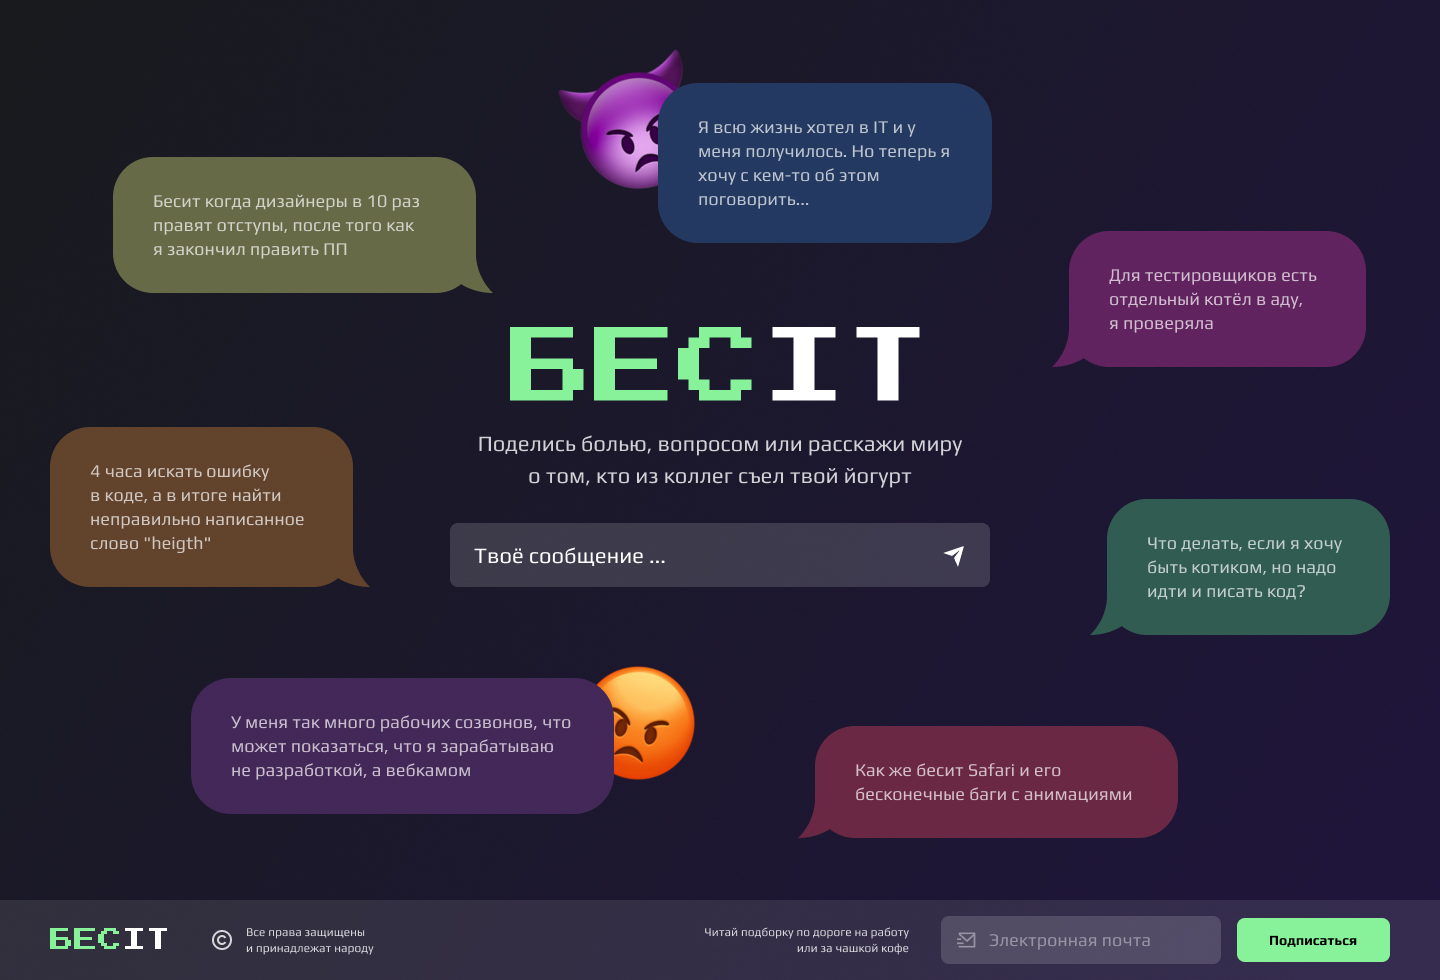 Я всю жизнь хотел в IT и у
меня получилось. Но теперь я
хочу с кем-то об этом
поговорить...
Бесит когда дизайнеры в 10 раз
правят отступы, после того как
я закончил править ПП
Для тестировщиков есть
отдельный котёл в аду,
я проверяла
БЕСIT
Поделись болью, вопросом или расскажи миру
о том, кто из коллег съел твой йогурт
4 часа искать ошибку
в коде, а в итоге найти
неправильно написанное
слово "heigth"
Твоё сообщение ...
Что делать, если я хочу
быть котиком, но надо
идти и писать код?
У меня так много рабочих созвонов, что
может показаться, что я зарабатываю
не разработкой, а вебкамом
Как же бесит Safari и его
бесконечные баги с анимациями
БЕСIT
©
Все права защищены
и принадлежат народу
Читай подборку по дороге на работу
или за чашкой кофе
Электронная почта
Подписаться